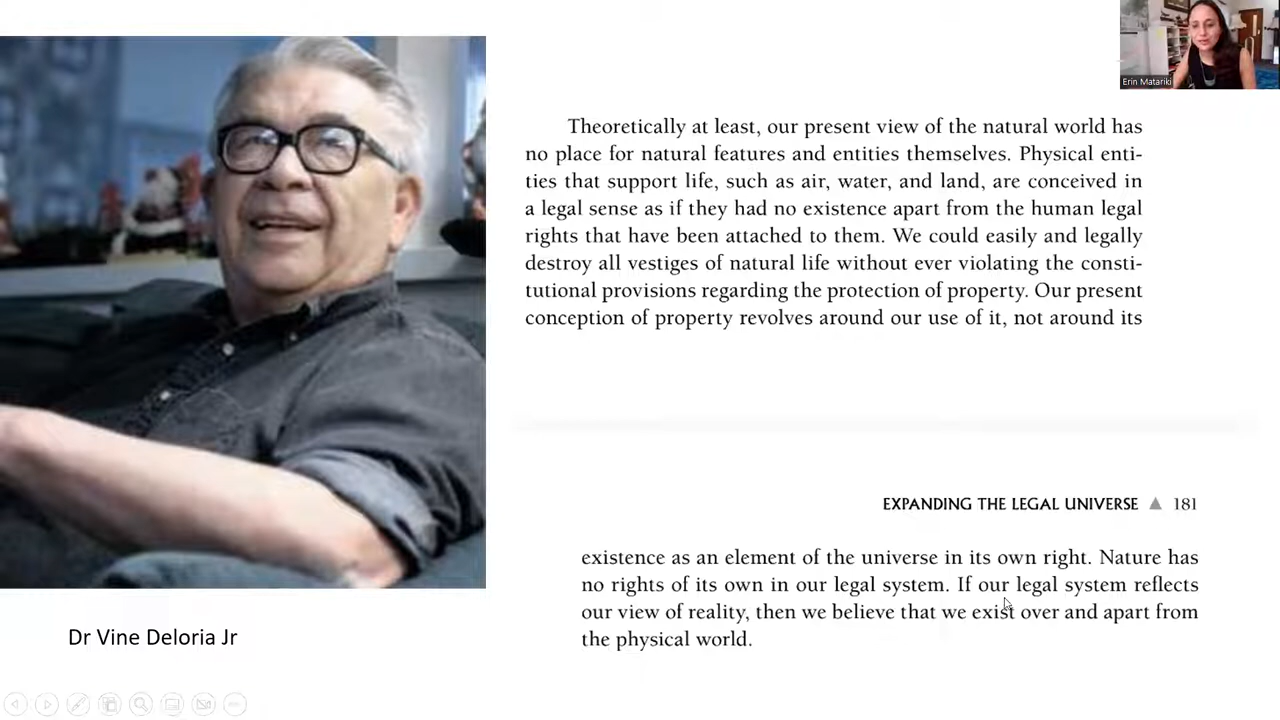 Erin Matariki
Theoretically at least, our present view of the natural world has
no place for natural features and entities themselves. Physical enti-
ties that support life, such as air, water, and land, are conceived in
a legal sense as if they had no existence apart from the human legal
rights that have been attached to them. We could easily and legally
destroy all vestiges of natural life without ever violating the consti-
tutional provisions regarding the protection of property. Our present
conception of property revolves around our use of it, not around its
EXPANDING THE LEGAL UNIVERSE ▲ 181
existence as an element of the universe in its own right. Nature has
no rights of its own in our legal system. If our legal system reflects
our view of reality, then we believe that we exist over and apart from
the physical world.
Dr Vine Deloria Jr